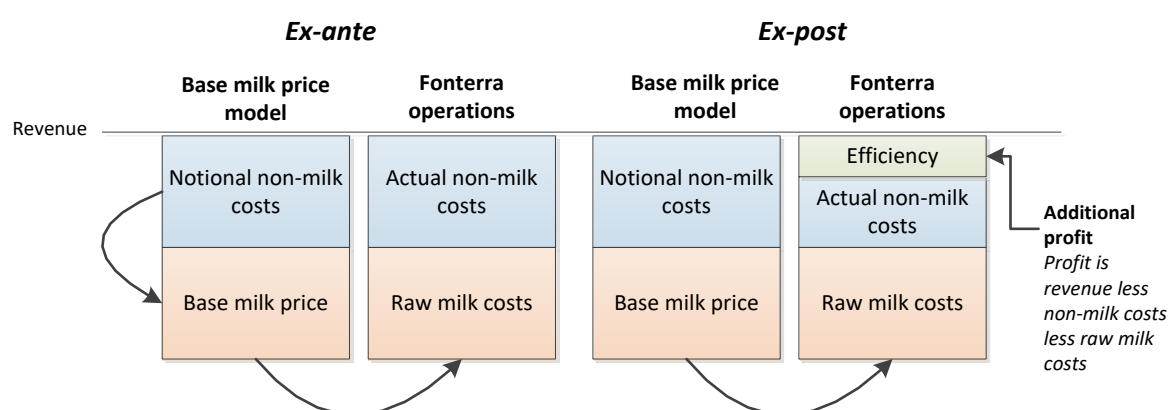 Ex-ante
Ex-post
Base milk price
model
Fonterra
operations
Base milk price
model
Fonterra
operations
Revenue
Notional non-milk
costs
Actual non-milk
costs
Notional non-milk
costs
Efficiency
Actual non-milk
costs
Base milk price
Raw milk costs
Base milk price
Raw milk costs
Additional
profit
Profit is
revenue less
non-milk costs
less raw milk
costs